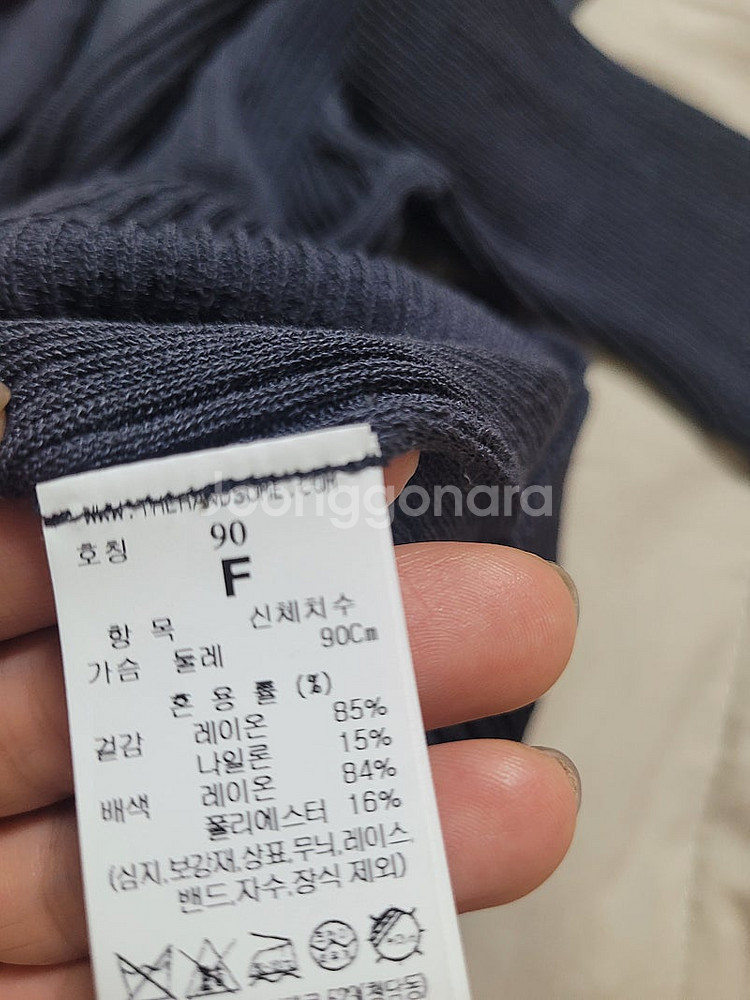 WWW.THEHANDSOME.COM
joonggonara
호칭 90
F
항 목 신체치수
가슴 둘레 90Cm
혼 용 률 (%)
겉감 레이온 85%
나일론 15%
배색 레이온 84%
폴리에스터 16%
(심지,보강재,상표,무늬,레이스,
밴드,자수,장식 제외)